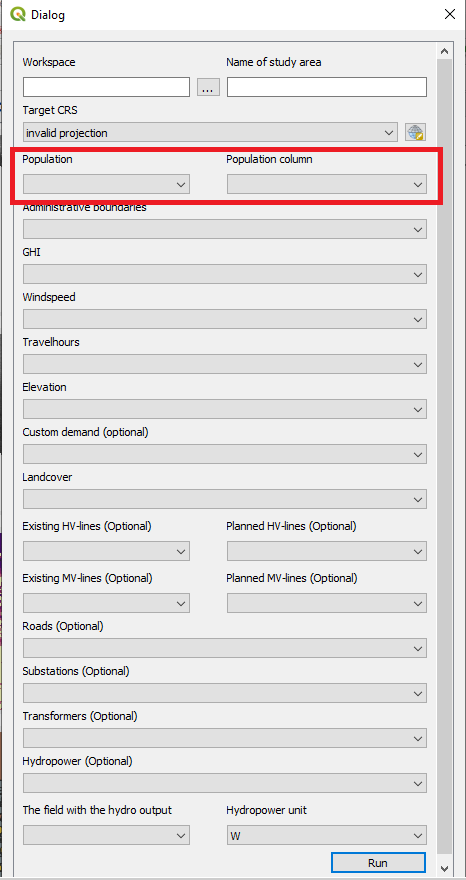 Dialog
Workspace Name of study area
...
Target CRS
invalid projection
Population Population column
Administrative boundaries
GHI
Windspeed
Travelhours
Elevation
Custom demand (optional)
Landcover
Existing HV-lines (Optional) Planned HV-lines (Optional)
Existing MV-lines (Optional) Planned MV-lines (Optional)
Roads (Optional)
Substations (Optional)
Transformers (Optional)
Hydropower (Optional)
The field with the hydro output Hydropower unit
W
Run